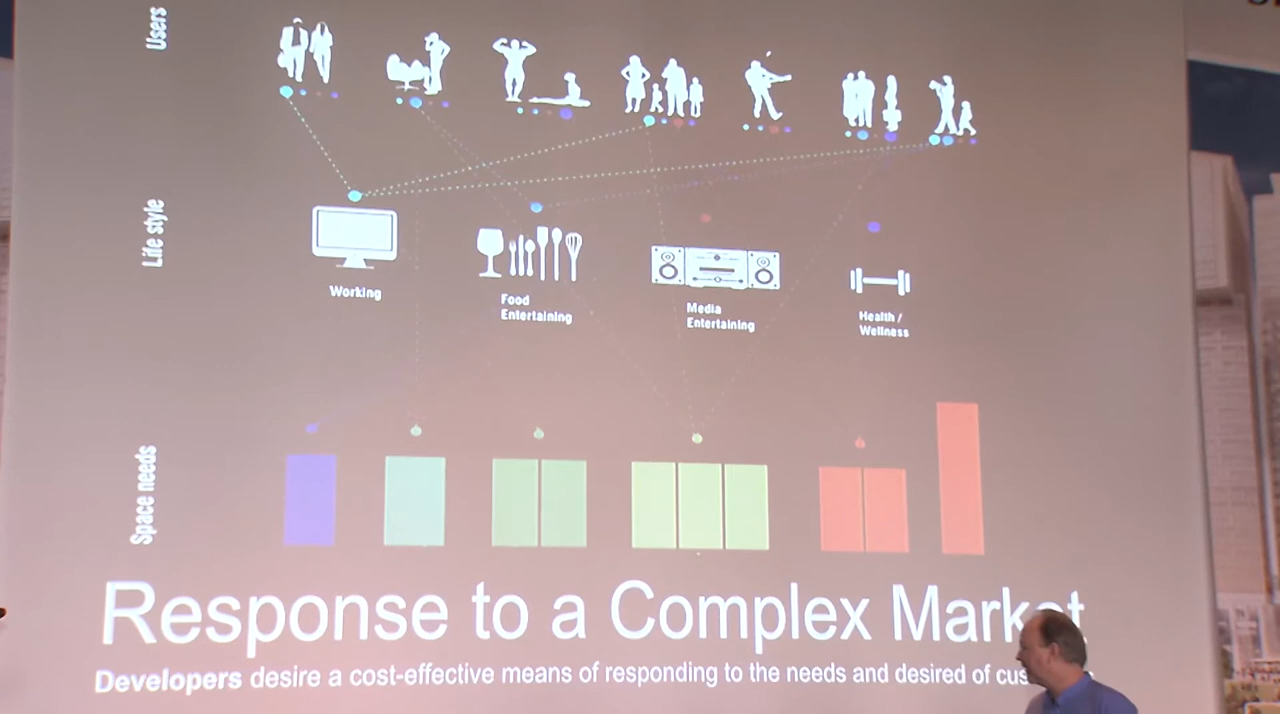 Users
Life style
Working
Food
Entertaining
Media
Entertaining
Health /
Wellness
Space needs
Response to a Complex Market
Developers desire a cost-effective means of responding to the needs and desired of